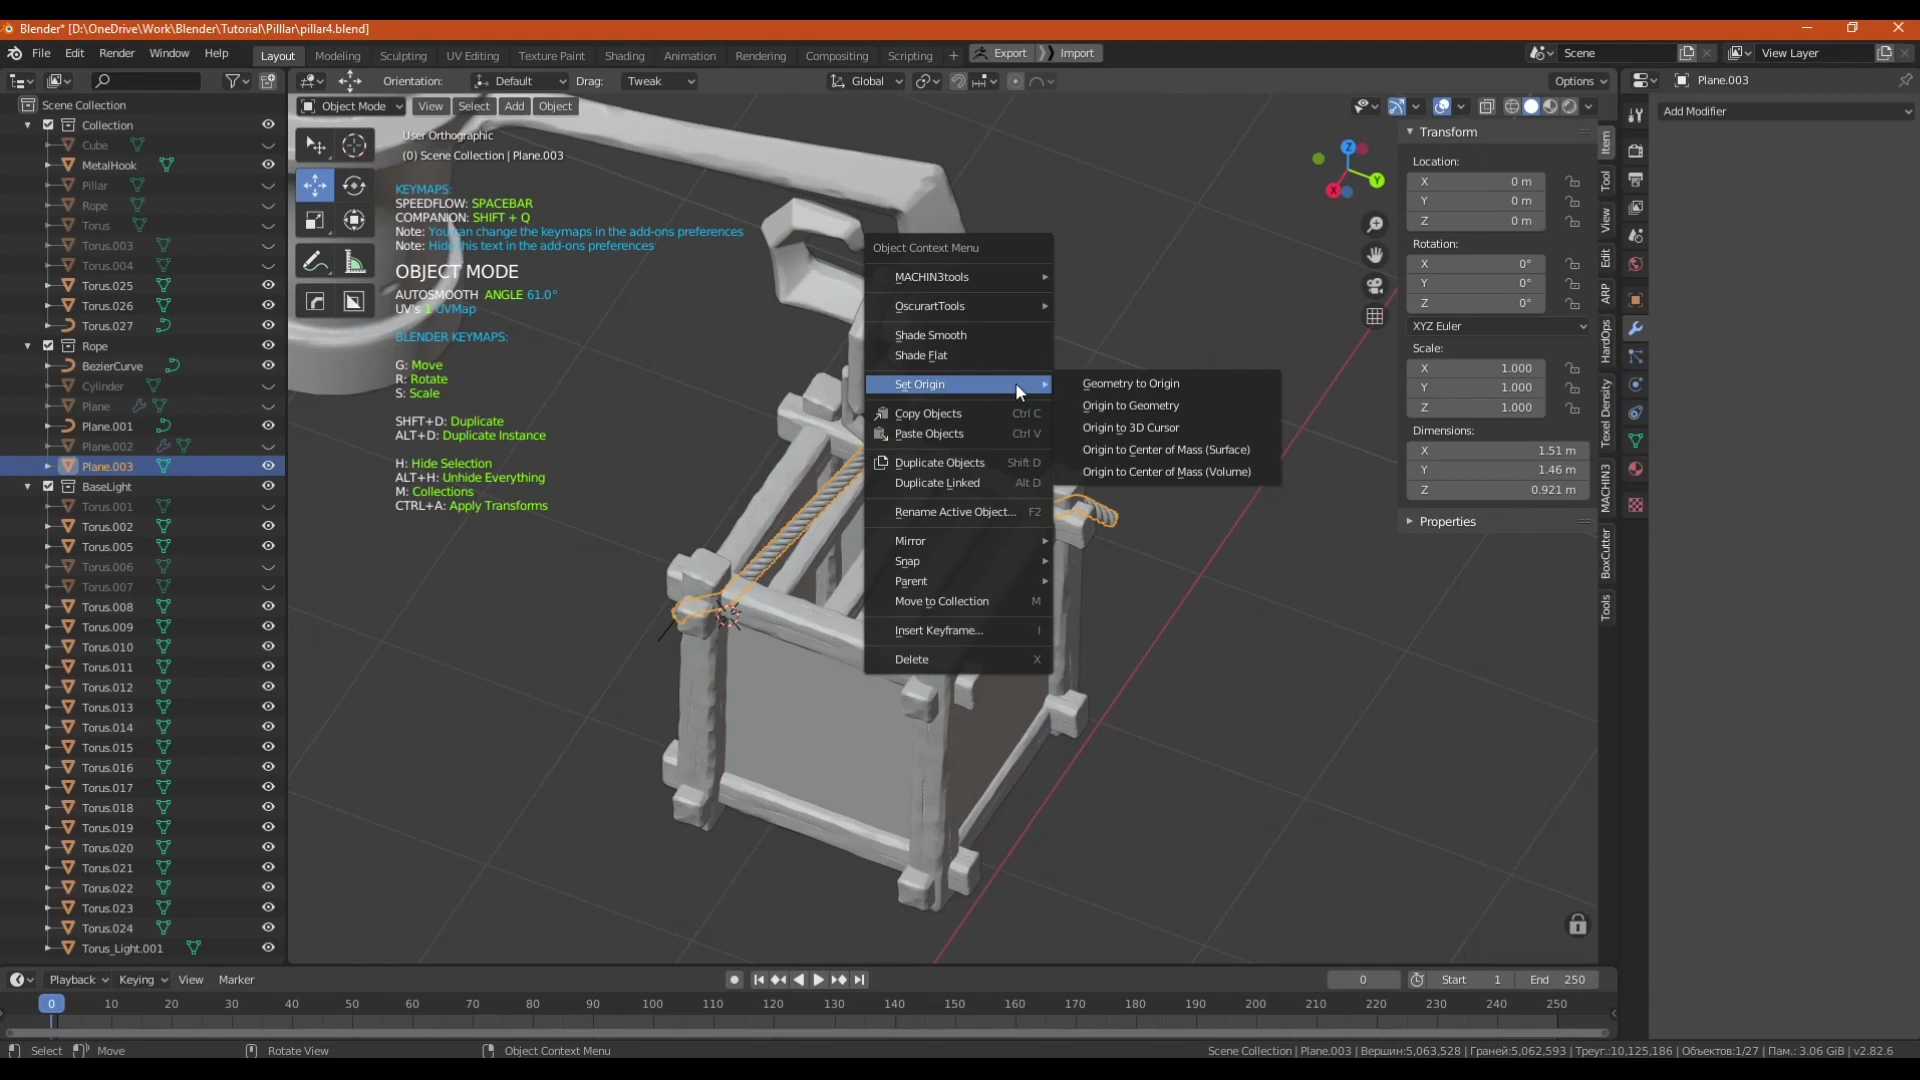 Blender* [D:\OneDrive\Work\Blender\Tutorial\Pilllar\pillar4.blend]
File Edit Render Window Help Layout Modeling Sculpting UV Editing Texture Paint Shading Animation Rendering Compositing Scripting + Export Import Scene View Layer
Orientation: Default Drag: Tweak Global Options Plane.003
Scene Collection
Object Mode View Select Add Object
Add Modifier
Collection
Cube
MetalHook
Pillar
Rope
Torus
Torus.003
Torus.004
Torus.025
Torus.026
Torus.027
Rope
BezierCurve
Cylinder
Plane
Plane.001
Plane.002
Plane.003
BaseLight
Torus.001
Torus.002
Torus.005
Torus.006
Torus.007
Torus.008
Torus.009
Torus.010
Torus.011
Torus.012
Torus.013
Torus.014
Torus.015
Torus.016
Torus.017
Torus.018
Torus.019
Torus.020
Torus.021
Torus.022
Torus.023
Torus.024
Torus_Light.001
User Orthographic
(0) Scene Collection | Plane.003
KEYMAPS:
SPEEDFLOW: SPACEBAR
COMPANION: SHIFT + Q
Note: You can change the keymaps in the add-ons preferences
Note: Hide this text in the add-ons preferences
OBJECT MODE
AUTOSMOOTH ANGLE 61.0°
UV's 1 UVMap
BLENDER KEYMAPS:
G: Move
R: Rotate
S: Scale
SHFT+D: Duplicate
ALT+D: Duplicate Instance
H: Hide Selection
ALT+H: Unhide Everything
M: Collections
CTRL+A: Apply Transforms
Object Context Menu
MACHIN3tools
OscurartTools
Shade Smooth
Shade Flat
Set Origin
Copy Objects Ctrl C
Paste Objects Ctrl V
Duplicate Objects Shift D
Duplicate Linked Alt D
Rename Active Object... F2
Mirror
Snap
Parent
Move to Collection M
Insert Keyframe... I
Delete X
Geometry to Origin
Origin to Geometry
Origin to 3D Cursor
Origin to Center of Mass (Surface)
Origin to Center of Mass (Volume)
Z
Y
X
Transform
Location:
X 0 m
Y 0 m
Z 0 m
Rotation:
X 0°
Y 0°
Z 0°
XYZ Euler
Scale:
X 1.000
Y 1.000
Z 1.000
Dimensions:
X 1.51 m
Y 1.46 m
Z 0.921 m
Properties
Item
Tool
View
Edit
ARP
HardOps
Texel Density
MACHIN3
BoxCutter
Tools
Playback Keying View Marker 0 Start 1 End 250
0 10 20 30 40 50 60 70 80 90 100 110 120 130 140 150 160 170 180 190 200 210 220 230 240 250
Select Move Rotate View Object Context Menu Scene Collection | Plane.003 | Вершин:5,063,528 | Граней:5,062,593 | Треуг.:10,125,186 | Объектов:1/27 | Пам.: 3.06 GiB | v2.82.6